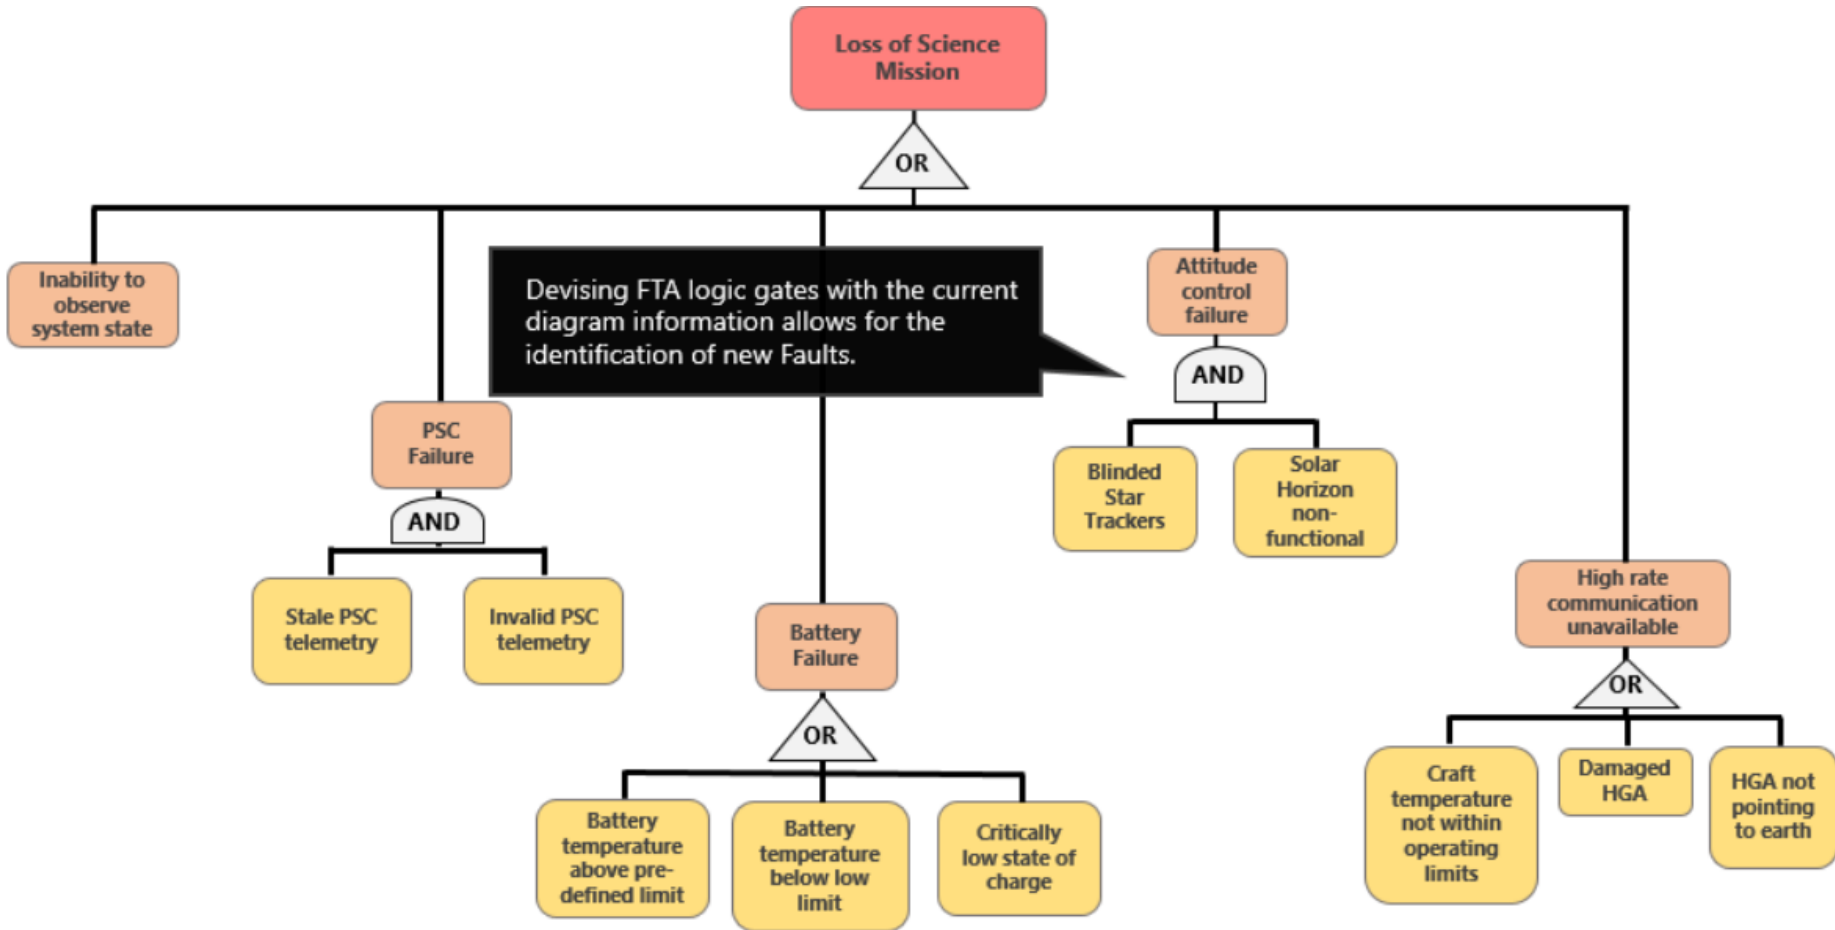 Loss of Science
Mission
OR
Inability to
observe
system state
Devising FTA logic gates with the current
diagram information allows for the
identification of new Faults.
Attitude
control
failure
AND
PSC
Failure
AND
Blinded
Star
Trackers
Solar
Horizon
non-
functional
Stale PSC
telemetry
Invalid PSC
telemetry
Battery
Failure
OR
High rate
communication
unavailable
OR
Battery
temperature
above pre-
defined limit
Battery
temperature
below low
limit
Critically
low state of
charge
Craft
temperature
not within
operating
limits
Damaged
HGA
HGA not
pointing
to earth